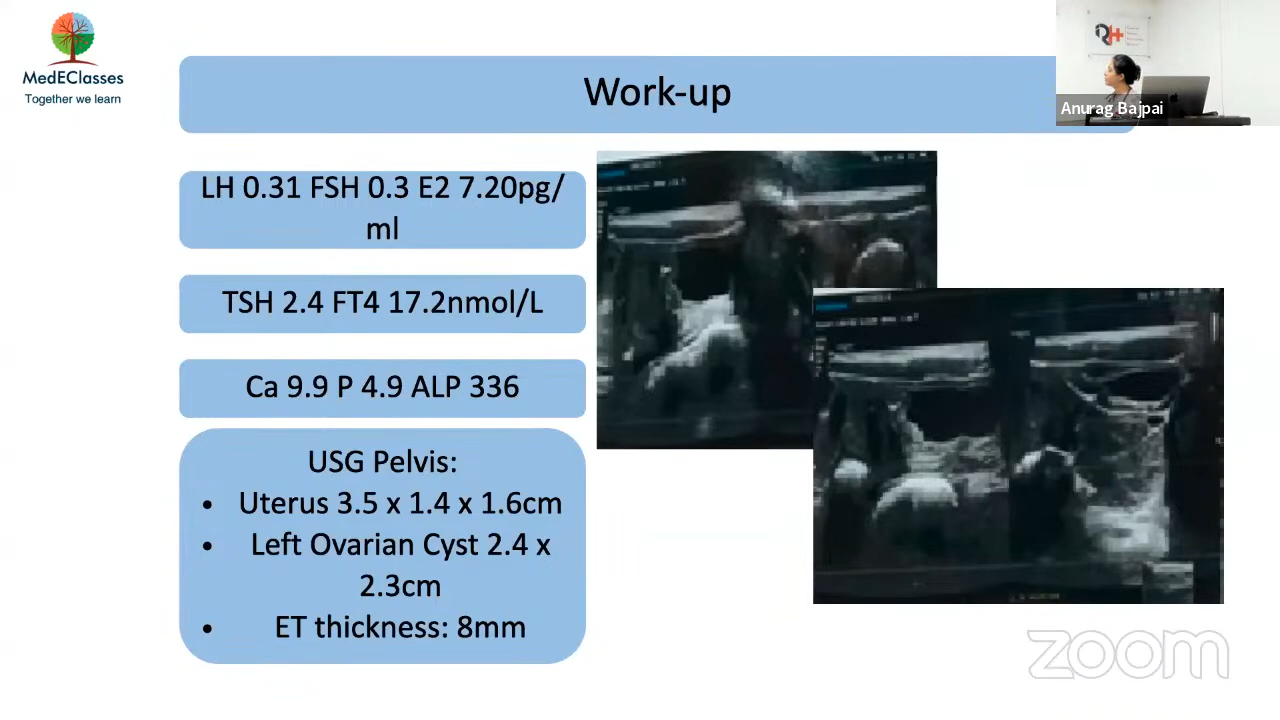 MedEClasses
Together we learn
Work-up
Anurag Bajpai
LH 0.31 FSH 0.3 E2 7.20pg/
ml
TSH 2.4 FT4 17.2nmol/L
Ca 9.9 P 4.9 ALP 336
USG Pelvis:
• Uterus 3.5 x 1.4 x 1.6cm
• Left Ovarian Cyst 2.4 x
2.3cm
• ET thickness: 8mm
zoom